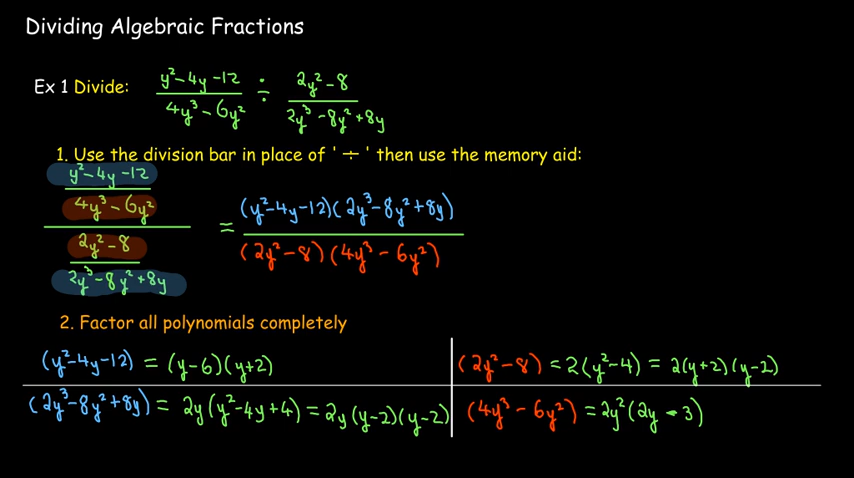 Dividing Algebraic Fractions
Ex 1 Divide: (y²-4y-12)/(4y³-6y²) ÷ (2y²-8)/(2y³-8y²+8y)
1. Use the division bar in place of ' ÷ ' then use the memory aid:
((y²-4y-12)/(4y³-6y²))/((2y²-8)/(2y³-8y²+8y)) = ((y²-4y-12)(2y³-8y²+8y))/((2y²-8)(4y³-6y²))
2. Factor all polynomials completely
(y²-4y-12) = (y-6)(y+2)
(2y²-8) = 2(y²-4) = 2(y+2)(y-2)
(2y³-8y²+8y) = 2y(y²-4y+4) = 2y(y-2)(y-2)
(4y³-6y²) = 2y²(2y-3)